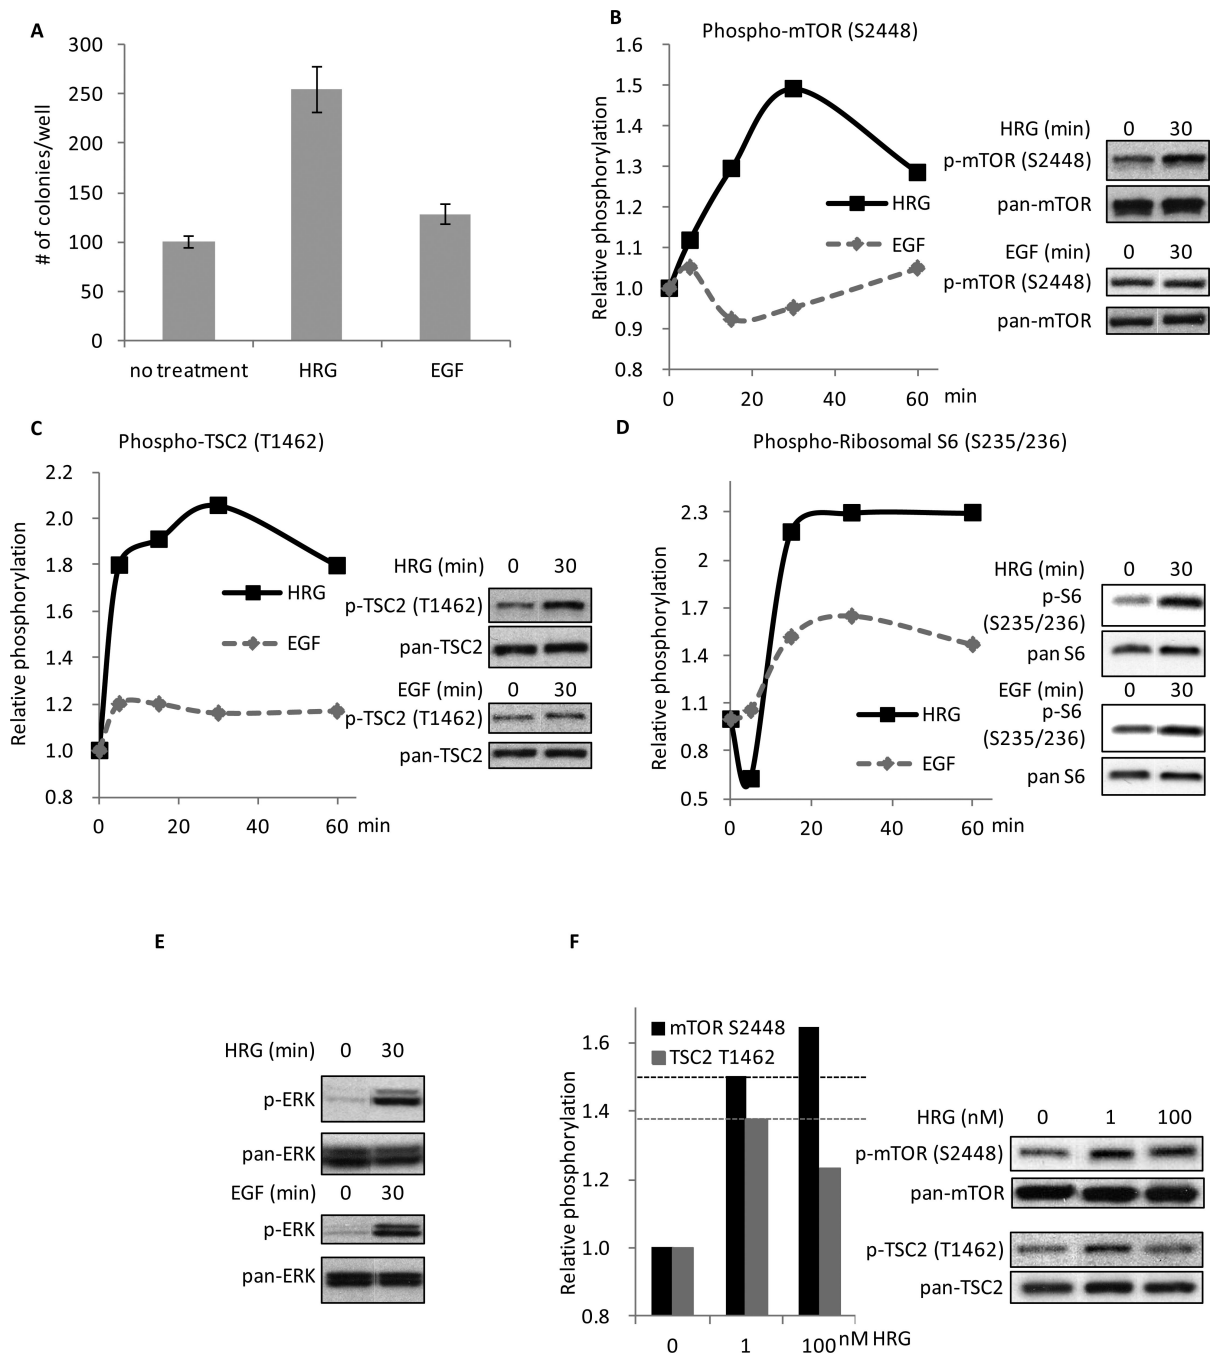 A
300
250
200
150
100
50
0
# of colonies/well
no treatment HRG EGF
B
Phospho-mTOR (S2448)
1.6
1.5
1.4
1.3
1.2
1.1
1.0
0.9
0.8
Relative phosphorylation
HRG
EGF
0 20 40 60 min
HRG (min) 0 30
p-mTOR (S2448)
pan-mTOR
EGF (min) 0 30
p-mTOR (S2448)
pan-mTOR
C
Phospho-TSC2 (T1462)
2.2
2.0
1.8
1.6
1.4
1.2
1.0
0.8
Relative phosphorylation
HRG
EGF
0 20 40 60 min
HRG (min) 0 30
p-TSC2 (T1462)
pan-TSC2
EGF (min) 0 30
p-TSC2 (T1462)
pan-TSC2
D
Phospho-Ribosomal S6 (S235/236)
2.3
2
1.7
1.4
1.1
0.8
0.5
Relative phosphorylation
HRG
EGF
0 20 40 60 min
HRG (min) 0 30
p-S6
(S235/236)
pan S6
EGF (min) 0 30
p-S6
(S235/236)
pan S6
E
HRG (min) 0 30
p-ERK
pan-ERK
EGF (min) 0 30
p-ERK
pan-ERK
F
mTOR S2448
TSC2 T1462
1.6
1.4
1.2
1.0
0.8
Relative phosphorylation
0 1 100 nM HRG
HRG (nM) 0 1 100
p-mTOR (S2448)
pan-mTOR
p-TSC2 (T1462)
pan-TSC2